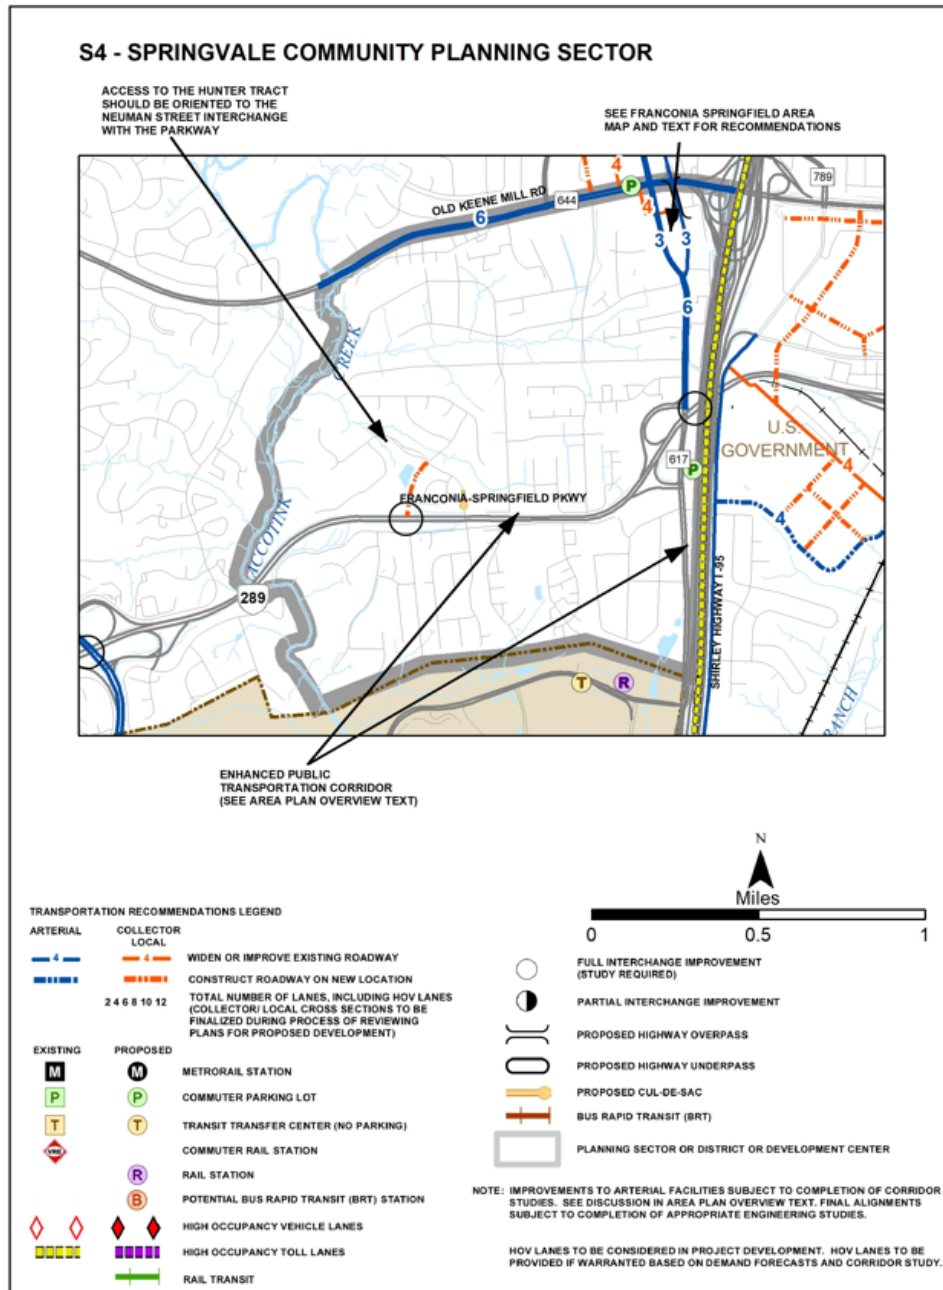 S4 - SPRINGVALE COMMUNITY PLANNING SECTOR
ACCESS TO THE HUNTER TRACT
SHOULD BE ORIENTED TO THE
NEUMAN STREET INTERCHANGE
WITH THE PARKWAY
SEE FRANCONIA SPRINGFIELD AREA
MAP AND TEXT FOR RECOMMENDATIONS
4
P
789
OLD KEENE MILL RD
644
4
6
3
3
6
CREEK
ACCOTINK
U.S.
GOVERNMENT
617
P
4
FRANCONIA-SPRINGFIELD PKWY
4
289
SHIRLEY HIGHWAY I-95
T
R
BRANCH
ENHANCED PUBLIC
TRANSPORTATION CORRIDOR
(SEE AREA PLAN OVERVIEW TEXT)
N
Miles
0 0.5 1
TRANSPORTATION RECOMMENDATIONS LEGEND
ARTERIAL
COLLECTOR
LOCAL
4 4 WIDEN OR IMPROVE EXISTING ROADWAY
CONSTRUCT ROADWAY ON NEW LOCATION
2 4 6 8 10 12 TOTAL NUMBER OF LANES, INCLUDING HOV LANES
(COLLECTOR/ LOCAL CROSS SECTIONS TO BE
FINALIZED DURING PROCESS OF REVIEWING
PLANS FOR PROPOSED DEVELOPMENT)
EXISTING PROPOSED
M M METRORAIL STATION
P P COMMUTER PARKING LOT
T T TRANSIT TRANSFER CENTER (NO PARKING)
VRE COMMUTER RAIL STATION
R RAIL STATION
B POTENTIAL BUS RAPID TRANSIT (BRT) STATION
HIGH OCCUPANCY VEHICLE LANES
HIGH OCCUPANCY TOLL LANES
RAIL TRANSIT
FULL INTERCHANGE IMPROVEMENT
(STUDY REQUIRED)
PARTIAL INTERCHANGE IMPROVEMENT
PROPOSED HIGHWAY OVERPASS
PROPOSED HIGHWAY UNDERPASS
PROPOSED CUL-DE-SAC
BUS RAPID TRANSIT (BRT)
PLANNING SECTOR OR DISTRICT OR DEVELOPMENT CENTER
NOTE: IMPROVEMENTS TO ARTERIAL FACILITIES SUBJECT TO COMPLETION OF CORRIDOR
STUDIES. SEE DISCUSSION IN AREA PLAN OVERVIEW TEXT. FINAL ALIGNMENTS
SUBJECT TO COMPLETION OF APPROPRIATE ENGINEERING STUDIES.
HOV LANES TO BE CONSIDERED IN PROJECT DEVELOPMENT. HOV LANES TO BE
PROVIDED IF WARRANTED BASED ON DEMAND FORECASTS AND CORRIDOR STUDY.